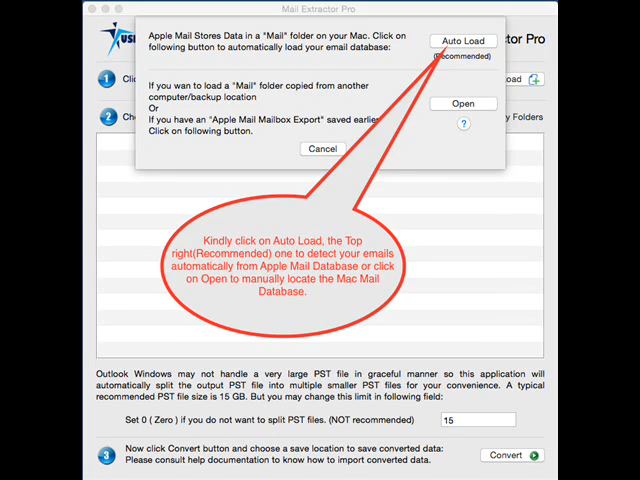 Mail Extractor Pro
Apple Mail Stores Data in a "Mail" folder on your Mac. Click on
following button to automatically load your email database:
Auto Load
(Recommended)
US
ctor Pro
If you wan to load a "Mail" folder copied from another
computer/backup location
Or
If you have an "Apple Mail Mailbox Export" saved earlier
Click on following button.
Open
?
Cancel
1 Clic
oad
2 Cho
y Folders
Kindly click on Auto Load, the Top
right(Recommended) one to detect your emails
automatically from Apple Mail Database or click
on Open to manually locate the Mac Mail
Database.
Outlook Windows may not handle a very large PST file in graceful manner so this application will
automatically split the output PST file into multiple smaller PST files for your convenience. A typical
recommended PST file size is 15 GB. But you may change this limit in following field:
Set 0 ( Zero ) if you do not want to split PST files. (NOT recommended)
15
3 Now click Convert button and choose a save location to save converted data:
Please consult help documentation to know how to import converted data.
Convert